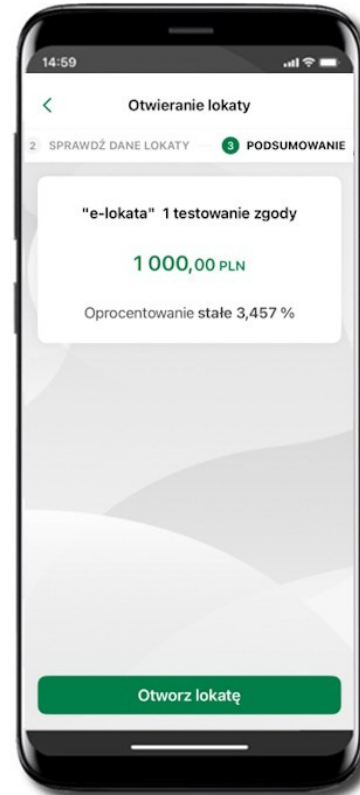 14:59
Otwieranie lokaty
2 SPRAWDŹ DANE LOKATY 3 PODSUMOWANIE
"e-lokata" 1 testowanie zgody
1 000,00 PLN
Oprocentowanie stałe 3,457 %
Otworz lokatę